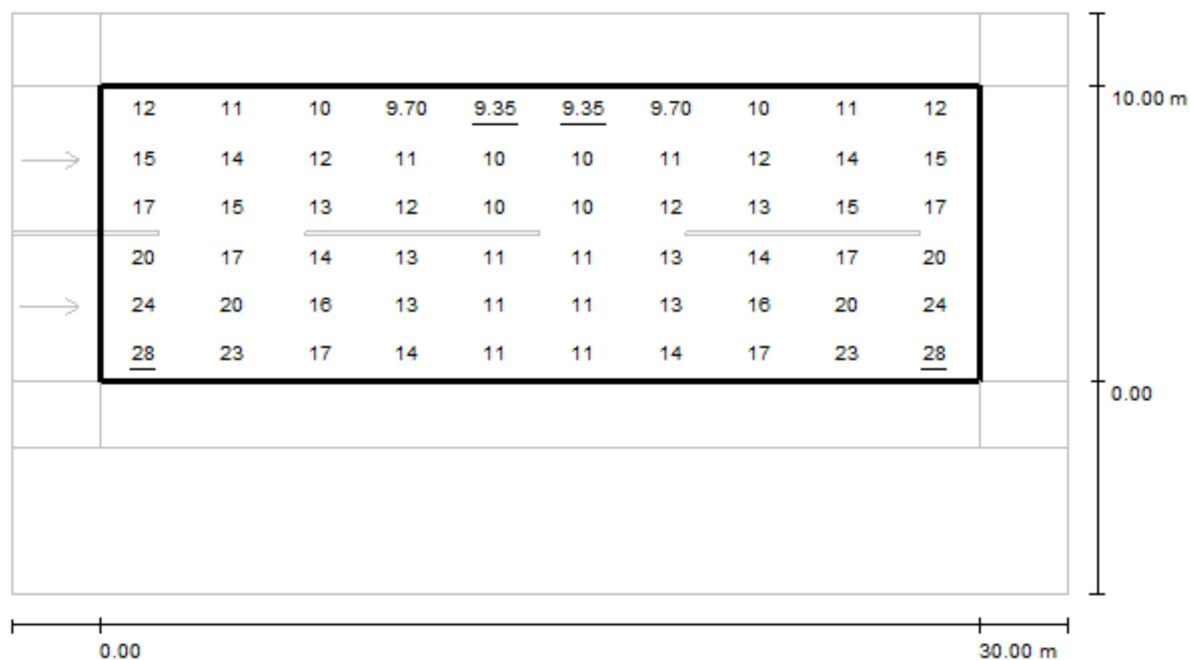 12 11 10 9.70 9.35 9.35 9.70 10 11 12
10.00 m
15 14 12 11 10 10 11 12 14 15
17 15 13 12 10 10 12 13 15 17
20 17 14 13 11 11 13 14 17 20
24 20 16 13 11 11 13 16 20 24
28 23 17 14 11 11 14 17 23 28
0.00
0.00 30.00 m